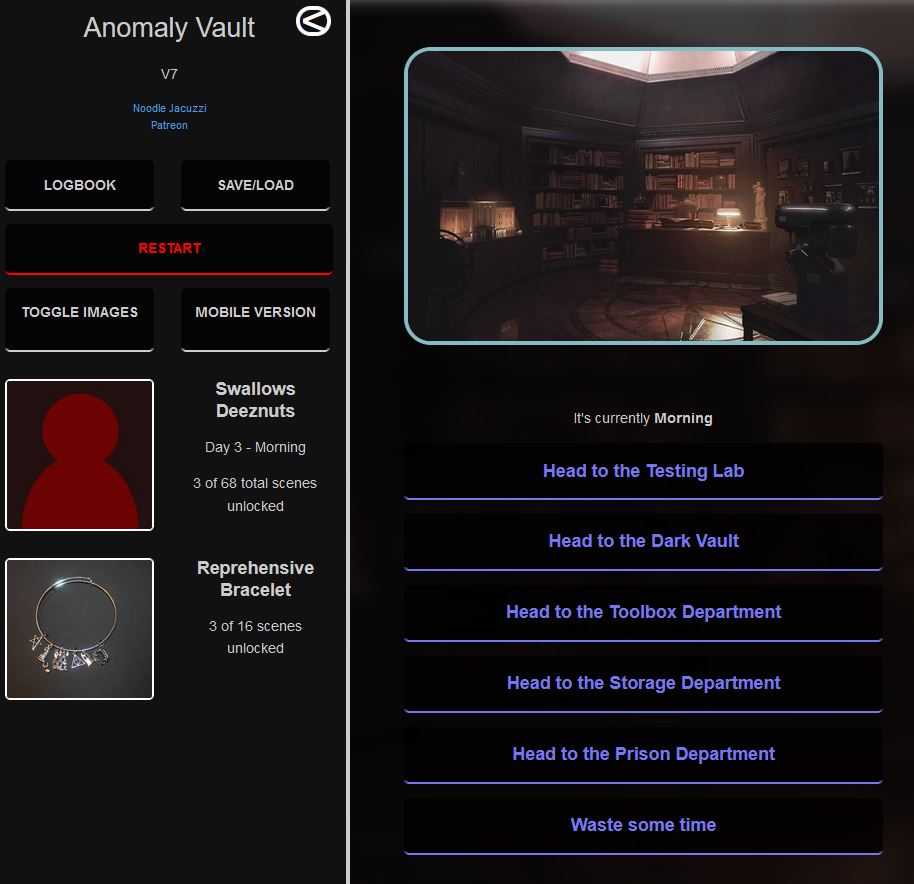 Anomaly Vault
V7
Noodle Jacuzzi
Patreon
LOGBOOK
SAVE/LOAD
RESTART
TOGGLE IMAGES
MOBILE VERSION
Swallows
Deeznuts
Day 3 - Morning
3 of 68 total scenes
unlocked
Reprehensive
Bracelet
3 of 16 scenes
unlocked
It's currently Morning
Head to the Testing Lab
Head to the Dark Vault
Head to the Toolbox Department
Head to the Storage Department
Head to the Prison Department
Waste some time